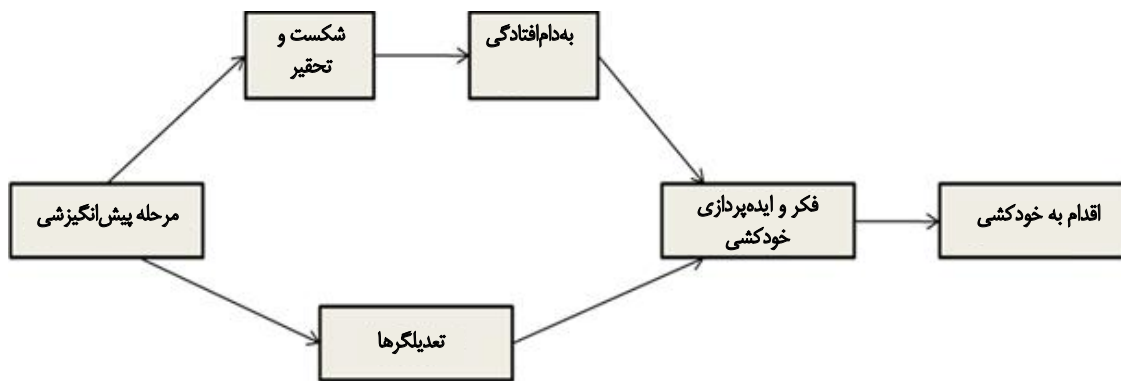 شکست و
تحقیر
به‌دام‌افتادگی
مرحله پیش‌انگیزشی
فکر و ایده‌پردازی
خودکشی
اقدام به خودکشی
تعدیلگرها